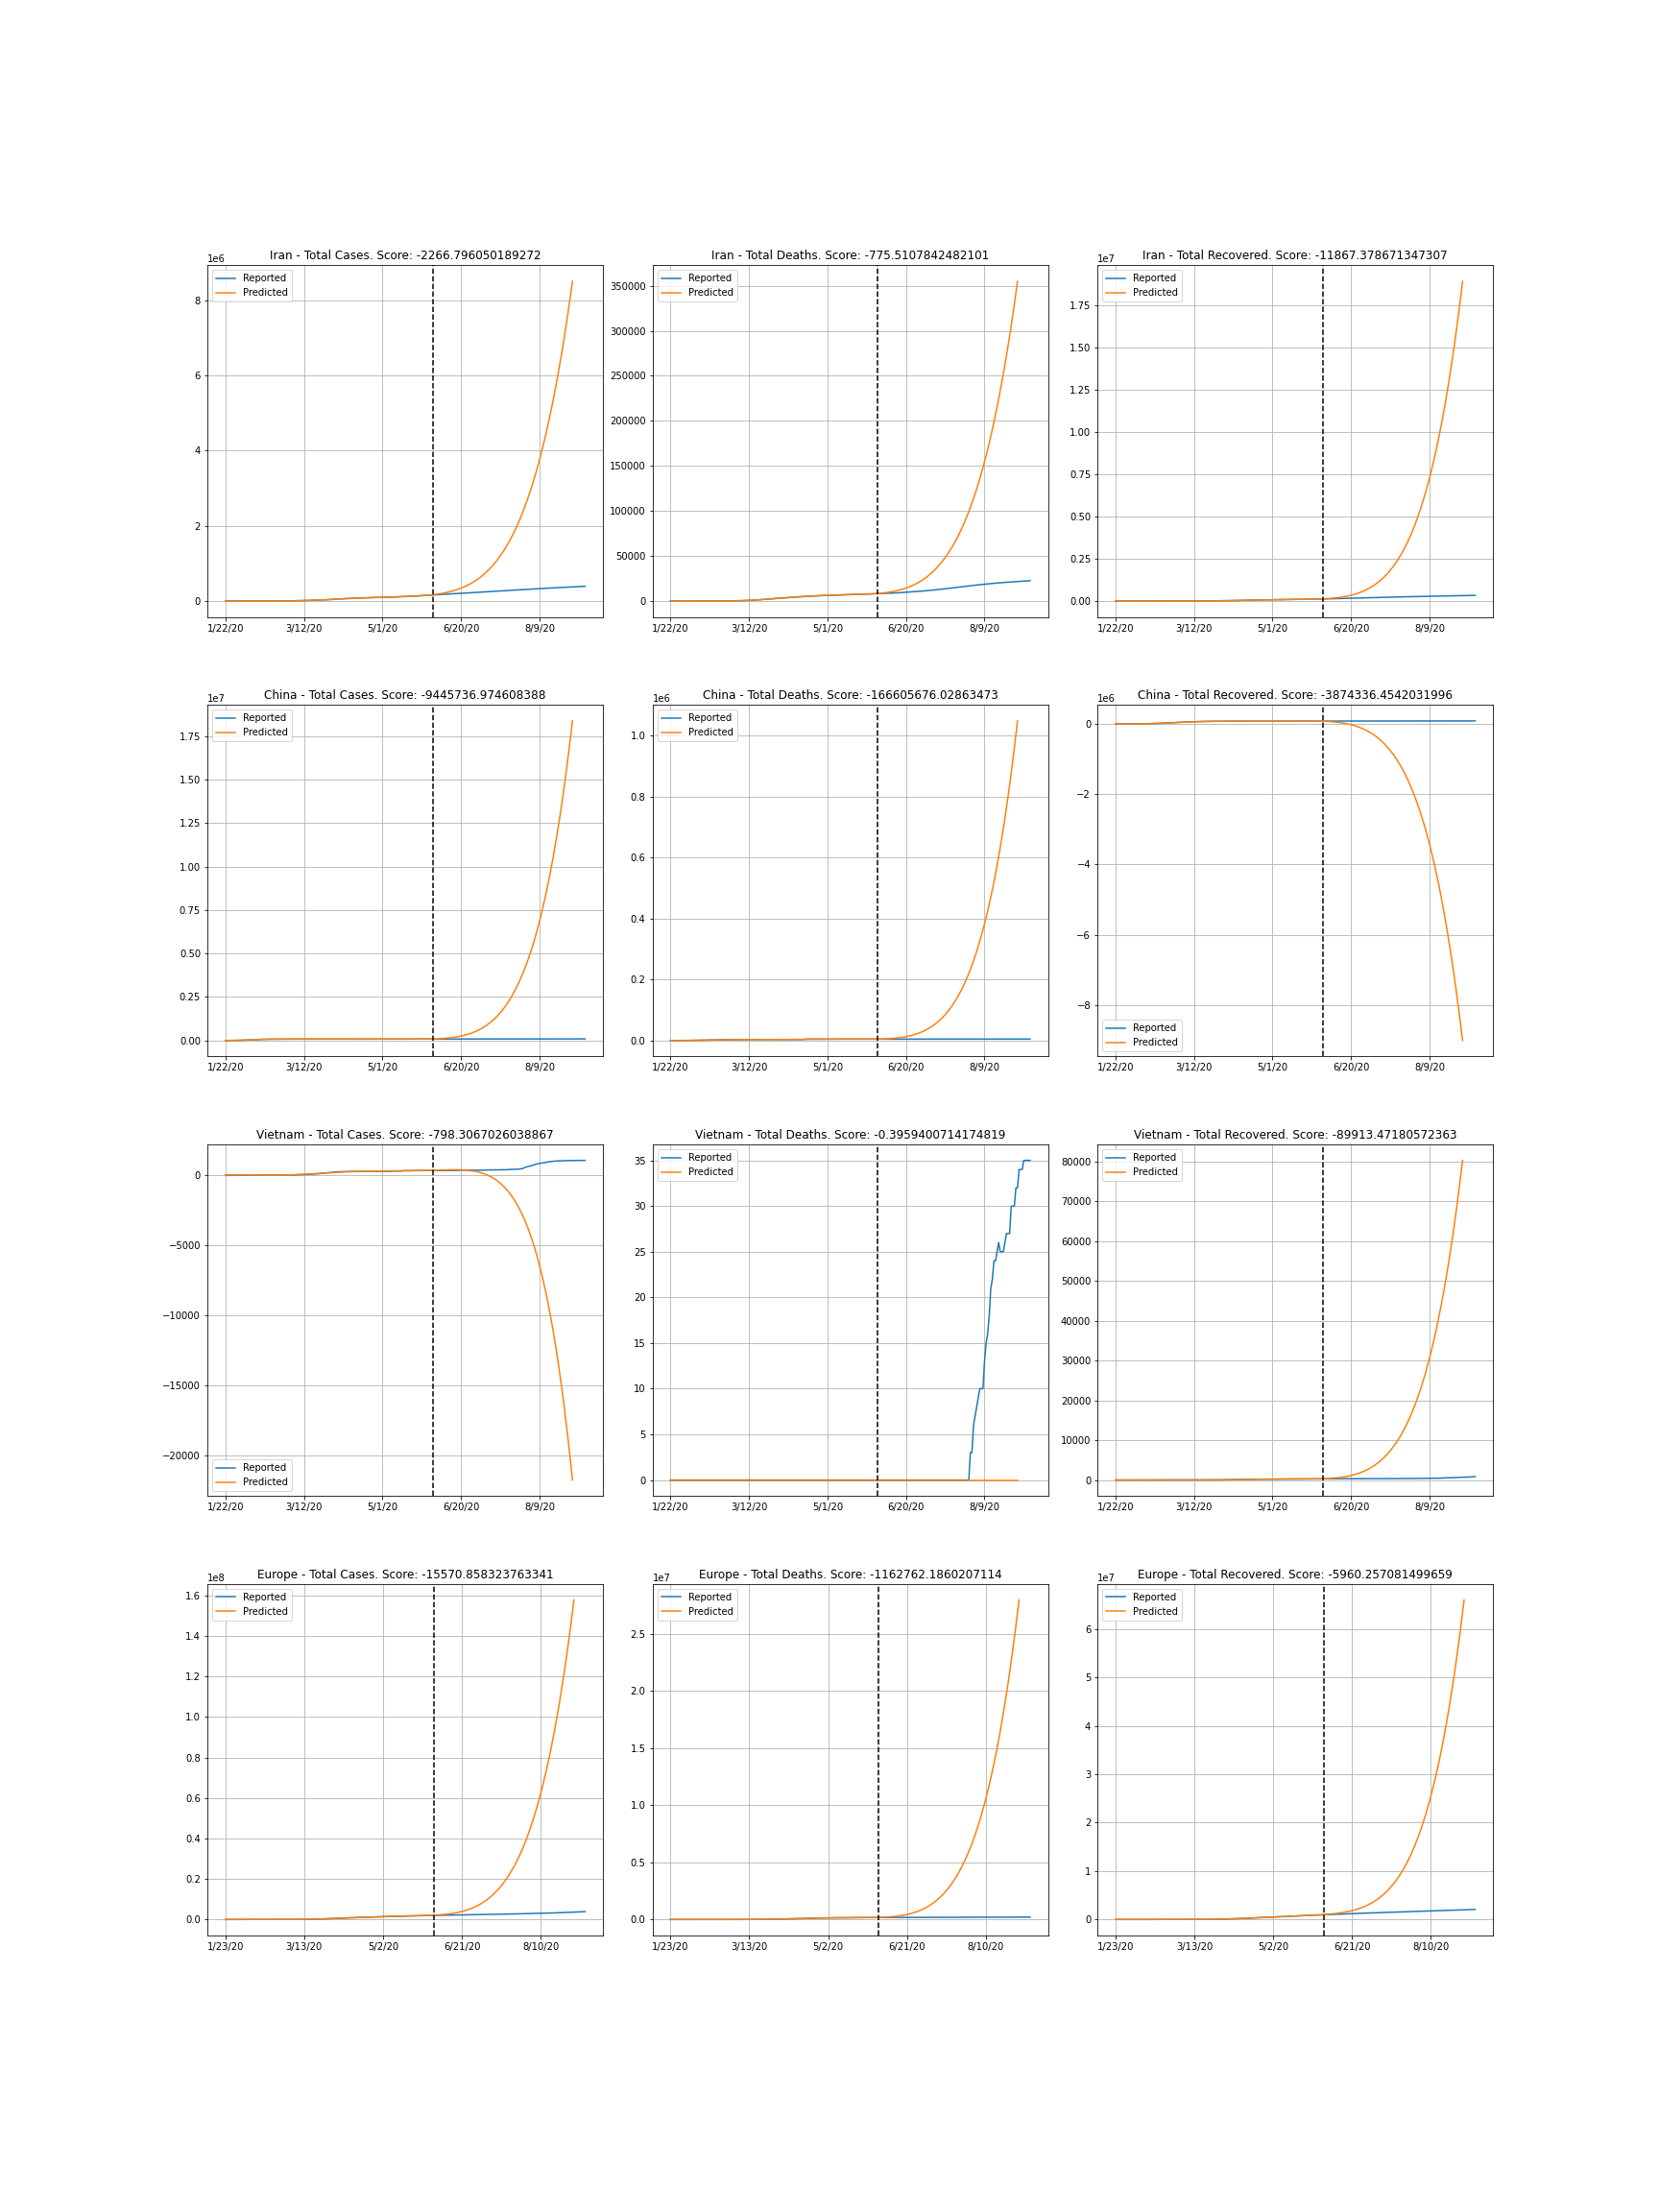 Iran - Total Cases. Score: -2266.796050189272
1e6
Reported
Predicted
8
6
4
2
0
1/22/20 3/12/20 5/1/20 6/20/20 8/9/20
Iran - Total Deaths. Score: -775.5107842482101
Reported
Predicted
350000
300000
250000
200000
150000
100000
50000
0
1/22/20 3/12/20 5/1/20 6/20/20 8/9/20
Iran - Total Recovered. Score: -11867.378671347307
1e7
Reported
Predicted
1.75
1.50
1.25
1.00
0.75
0.50
0.25
0.00
1/22/20 3/12/20 5/1/20 6/20/20 8/9/20
China - Total Cases. Score: -9445736.974608388
1e7
Reported
Predicted
1.75
1.50
1.25
1.00
0.75
0.50
0.25
0.00
1/22/20 3/12/20 5/1/20 6/20/20 8/9/20
China - Total Deaths. Score: -166605676.02863473
1e6
Reported
Predicted
1.0
0.8
0.6
0.4
0.2
0.0
1/22/20 3/12/20 5/1/20 6/20/20 8/9/20
China - Total Recovered. Score: -3874336.4542031996
1e6
0
−2
−4
−6
−8
Reported
Predicted
1/22/20 3/12/20 5/1/20 6/20/20 8/9/20
Vietnam - Total Cases. Score: -798.3067026038867
0
−5000
−10000
−15000
−20000
Reported
Predicted
1/22/20 3/12/20 5/1/20 6/20/20 8/9/20
Vietnam - Total Deaths. Score: -0.3959400714174819
Reported
Predicted
35
30
25
20
15
10
5
0
1/22/20 3/12/20 5/1/20 6/20/20 8/9/20
Vietnam - Total Recovered. Score: -89913.47180572363
Reported
Predicted
80000
70000
60000
50000
40000
30000
20000
10000
0
1/22/20 3/12/20 5/1/20 6/20/20 8/9/20
Europe - Total Cases. Score: -15570.858323763341
1e8
Reported
Predicted
1.6
1.4
1.2
1.0
0.8
0.6
0.4
0.2
0.0
1/23/20 3/13/20 5/2/20 6/21/20 8/10/20
Europe - Total Deaths. Score: -1162762.1860207114
1e7
Reported
Predicted
2.5
2.0
1.5
1.0
0.5
0.0
1/23/20 3/13/20 5/2/20 6/21/20 8/10/20
Europe - Total Recovered. Score: -5960.257081499659
1e7
Reported
Predicted
6
5
4
3
2
1
0
1/23/20 3/13/20 5/2/20 6/21/20 8/10/20